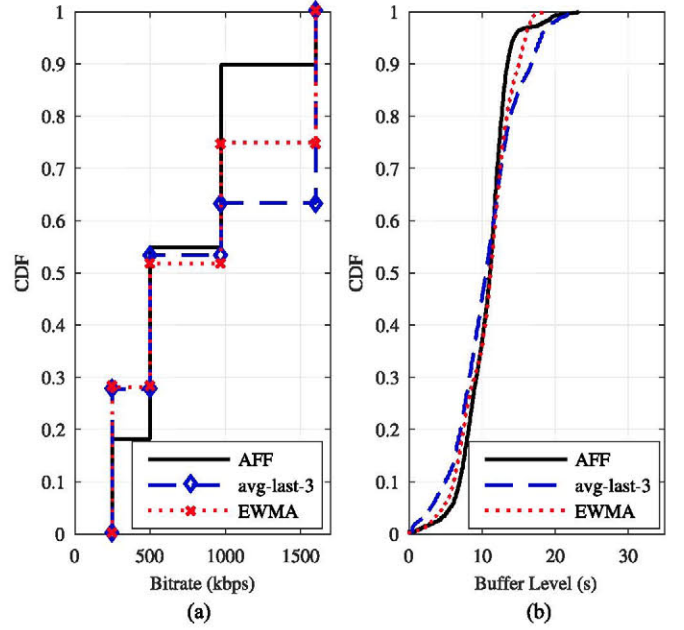 1
0.9
0.8
0.7
0.6
0.5
0.4
0.3
0.2
0.1
0
CDF
0 500 1000 1500
Bitrate (kbps)
(a)
AFF
avg-last-3
EWMA
1
0.9
0.8
0.7
0.6
0.5
0.4
0.3
0.2
0.1
0
CDF
0 10 20 30
Buffer Level (s)
(b)
AFF
avg-last-3
EWMA